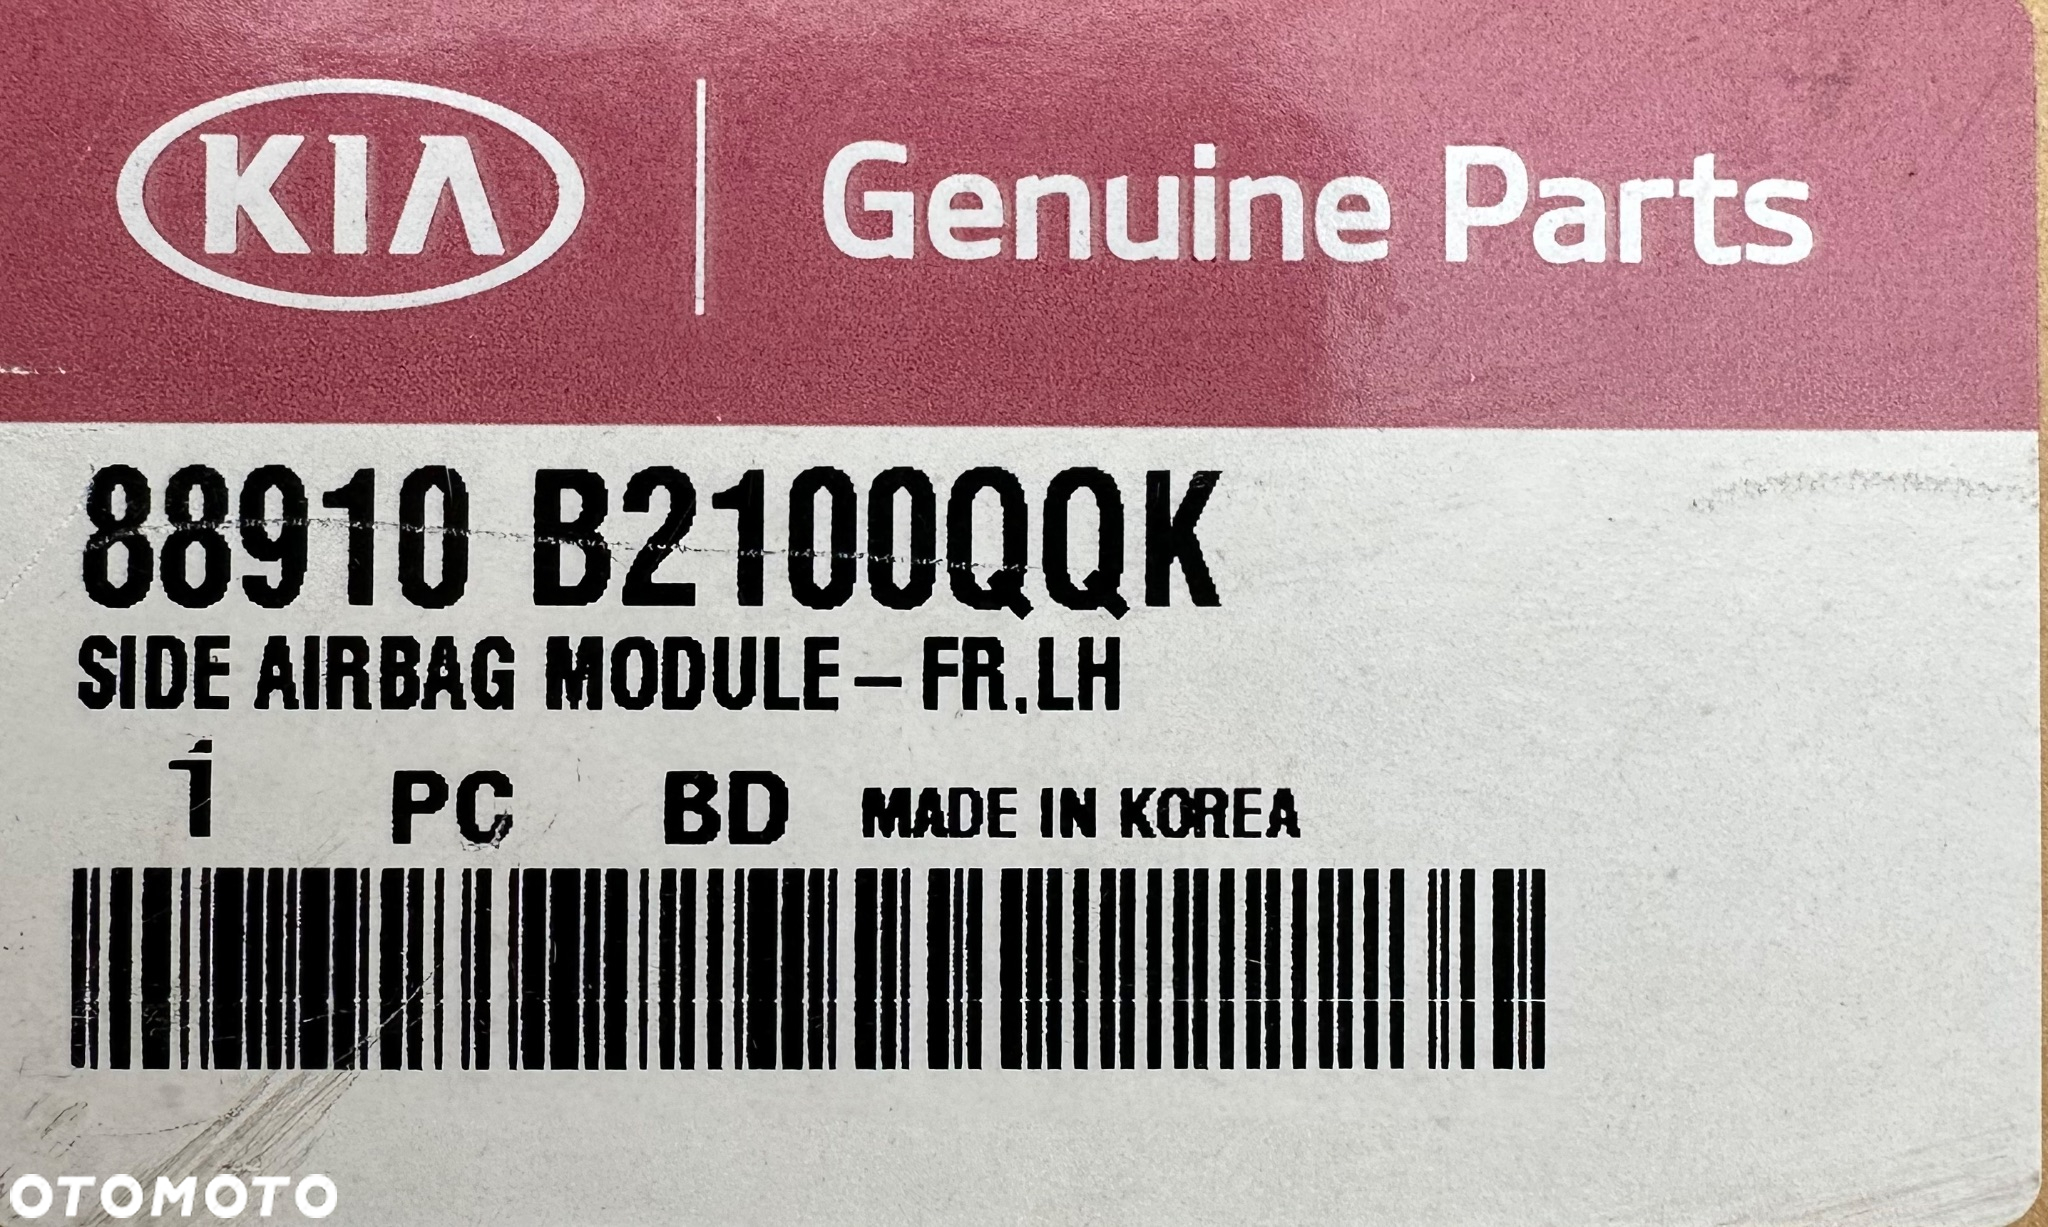 KIA Genuine Parts
88910 B2100QQK
SIDE AIRBAG MODULE-FR,LH
1 PC BD MADE IN KOREA
OTOMOTO